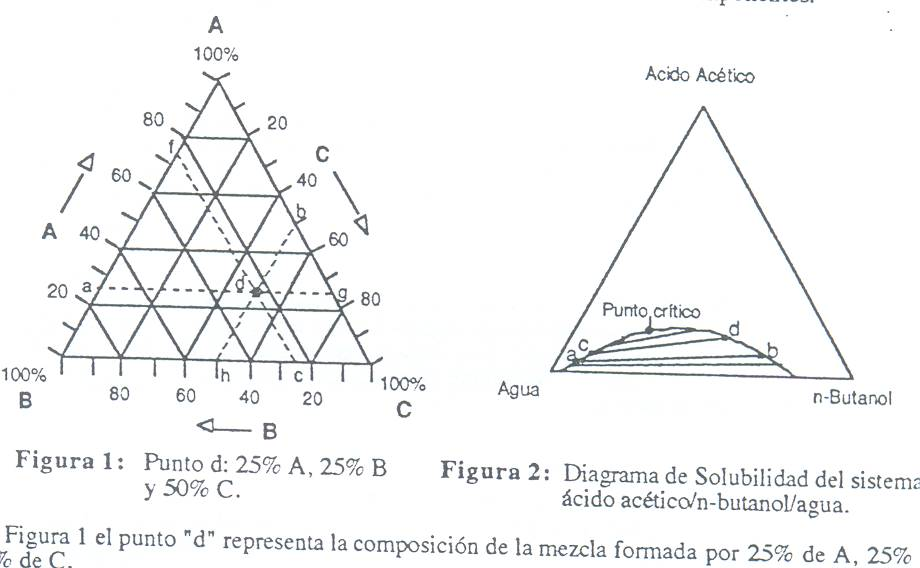 A
100%
80
20
f
C
60
40
b
A
40
60
a
d
g
20
80
100%
h
c
100%
B
80
60
40
20
C
B
Figura 1: Punto d: 25% A, 25% B
y 50% C.
Acido Acético
Punto crítico
d
c
a
b
Agua
n-Butanol
Figura 2: Diagrama de Solubilidad del sistema
ácido acético/n-butanol/agua.
Figura 1 el punto "d" representa la composición de la mezcla formada por 25% de A, 25%
% de C.